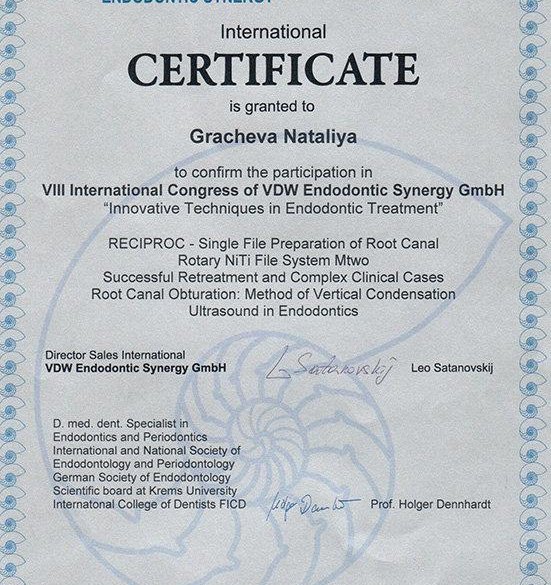 ENDODONTIC SYNERGY
International
CERTIFICATE
is granted to
Gracheva Nataliya
to confirm the participation in
VIII International Congress of VDW Endodontic Synergy GmbH
“Innovative Techniques in Endodontic Treatment”
RECIPROC - Single File Preparation of Root Canal
Rotary NiTi File System Mtwo
Successful Retreatment and Complex Clinical Cases
Root Canal Obturation: Method of Vertical Condensation
Ultrasound in Endodontics
Director Sales International
VDW Endodontic Synergy GmbH
L Satanovskij
Leo Satanovskij
D. med. dent. Specialist in
Endodontics and Periodontics
International and National Society of
Endodontology and Periodontology
German Society of Endodontology
Scientific board at Krems University
International College of Dentists FICD
Prof. Holger Dennhardt